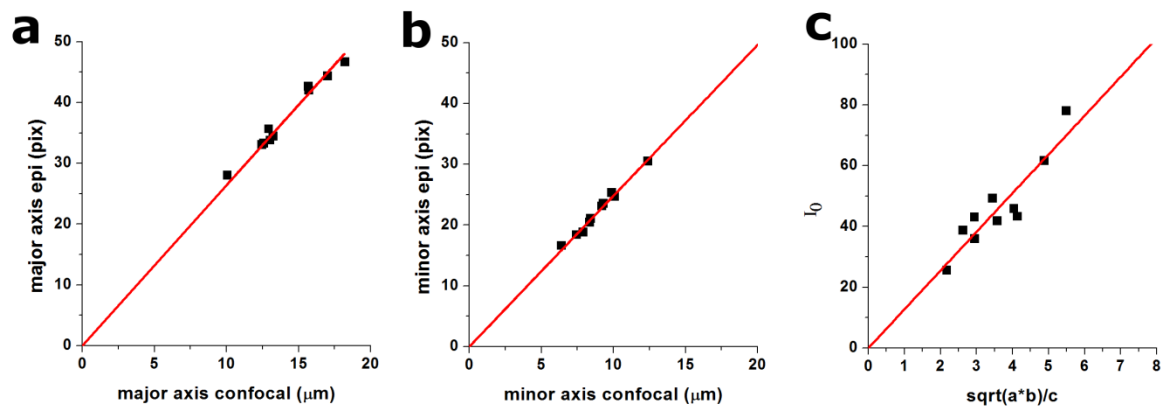 a
50
40
30
20
10
0
0 5 10 15 20
major axis epi (pix)
major axis confocal (μm)
b
50
40
30
20
10
0
0 5 10 15 20
minor axis epi (pix)
minor axis confocal (μm)
c
100
80
60
40
20
0
0 1 2 3 4 5 6 7 8
I0
sqrt(a*b)/c